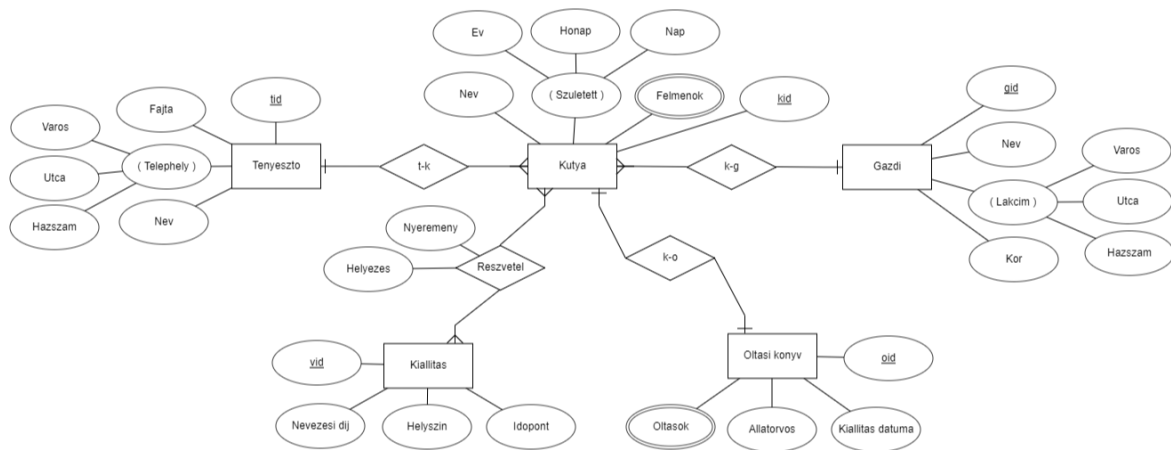 Ev
Honap
Nap
Nev
( Szuletett )
Felmenok
kid
tid
Fajta
Varos
( Telephely )
Tenyeszto
Utca
Hazszam
Nev
t-k
Kutya
k-g
Gazdi
gid
Nev
Varos
( Lakcim )
Utca
Kor
Hazszam
Nyeremeny
Helyezes
Reszvetel
k-o
vid
Kiallitas
Nevezesi dij
Helyszin
Idopont
Oltasi konyv
oid
Oltasok
Allatorvos
Kiallitas datuma